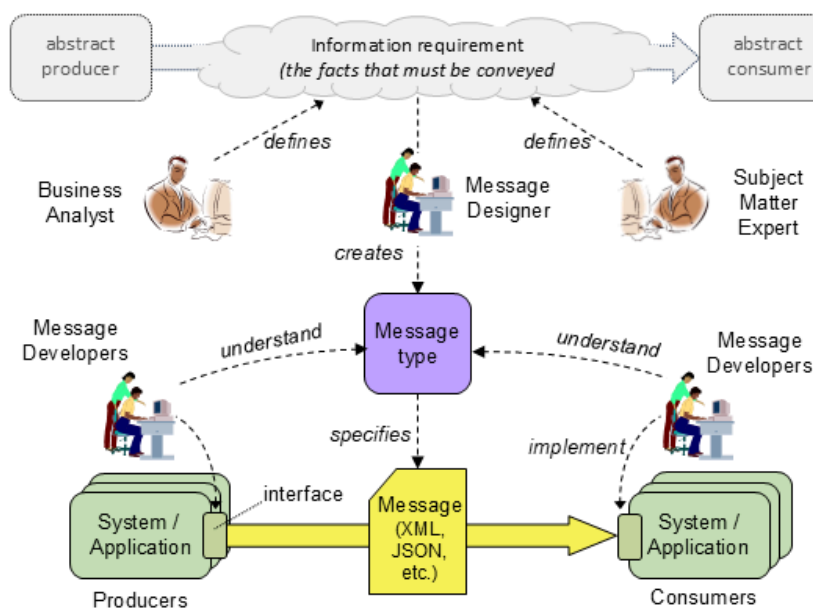 abstract
producer
Information requirement
(the facts that must be conveyed
abstract
consumer
defines
defines
Business
Analyst
Message
Designer
Subject
Matter
Expert
creates
Message
Developers
understand
Message
type
understand
Message
Developers
specifies
implement
interface
System /
Application
Message
(XML,
JSON,
etc.)
System /
Application
Producers
Consumers